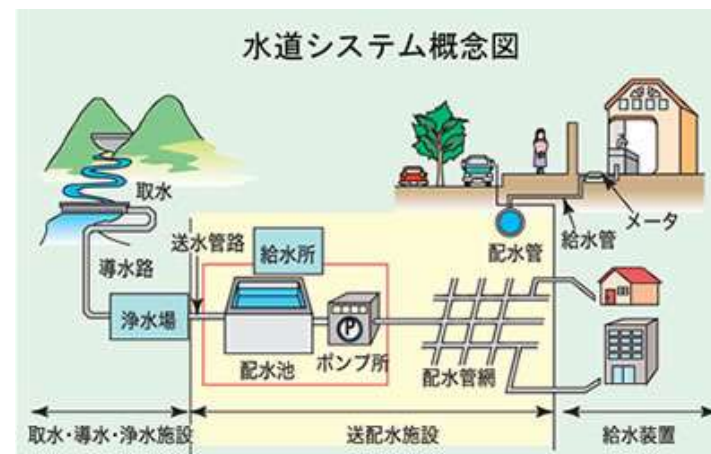 水道システム概念図
取水
導水路
浄水場
送水管路
給水所
配水池
P
ポンプ所
配水管網
配水管
給水管
メータ
取水・導水・浄水施設
送配水施設
給水装置